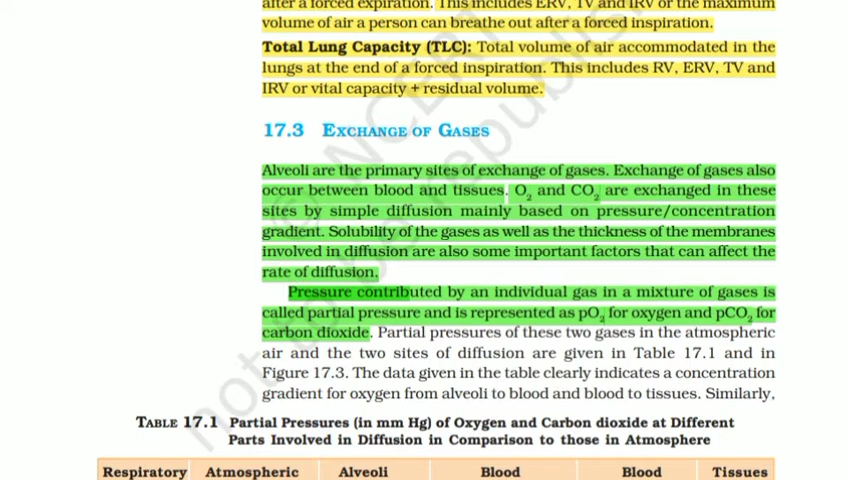 after a forced expiration. This includes ERV, TV and IRV or the maximum
volume of air a person can breathe out after a forced inspiration.
Total Lung Capacity (TLC): Total volume of air accommodated in the
lungs at the end of a forced inspiration. This includes RV, ERV, TV and
IRV or vital capacity + residual volume.
17.3 EXCHANGE OF GASES
Alveoli are the primary sites of exchange of gases. Exchange of gases also
occur between blood and tissues. O₂ and CO₂ are exchanged in these
sites by simple diffusion mainly based on pressure/concentration
gradient. Solubility of the gases as well as the thickness of the membranes
involved in diffusion are also some important factors that can affect the
rate of diffusion.
Pressure contributed by an individual gas in a mixture of gases is
called partial pressure and is represented as pO₂ for oxygen and pCO₂ for
carbon dioxide. Partial pressures of these two gases in the atmospheric
air and the two sites of diffusion are given in Table 17.1 and in
Figure 17.3. The data given in the table clearly indicates a concentration
gradient for oxygen from alveoli to blood and blood to tissues. Similarly,
TABLE 17.1 Partial Pressures (in mm Hg) of Oxygen and Carbon dioxide at Different
Parts Involved in Diffusion in Comparison to those in Atmosphere
Respiratory Atmospheric Alveoli Blood Blood Tissues